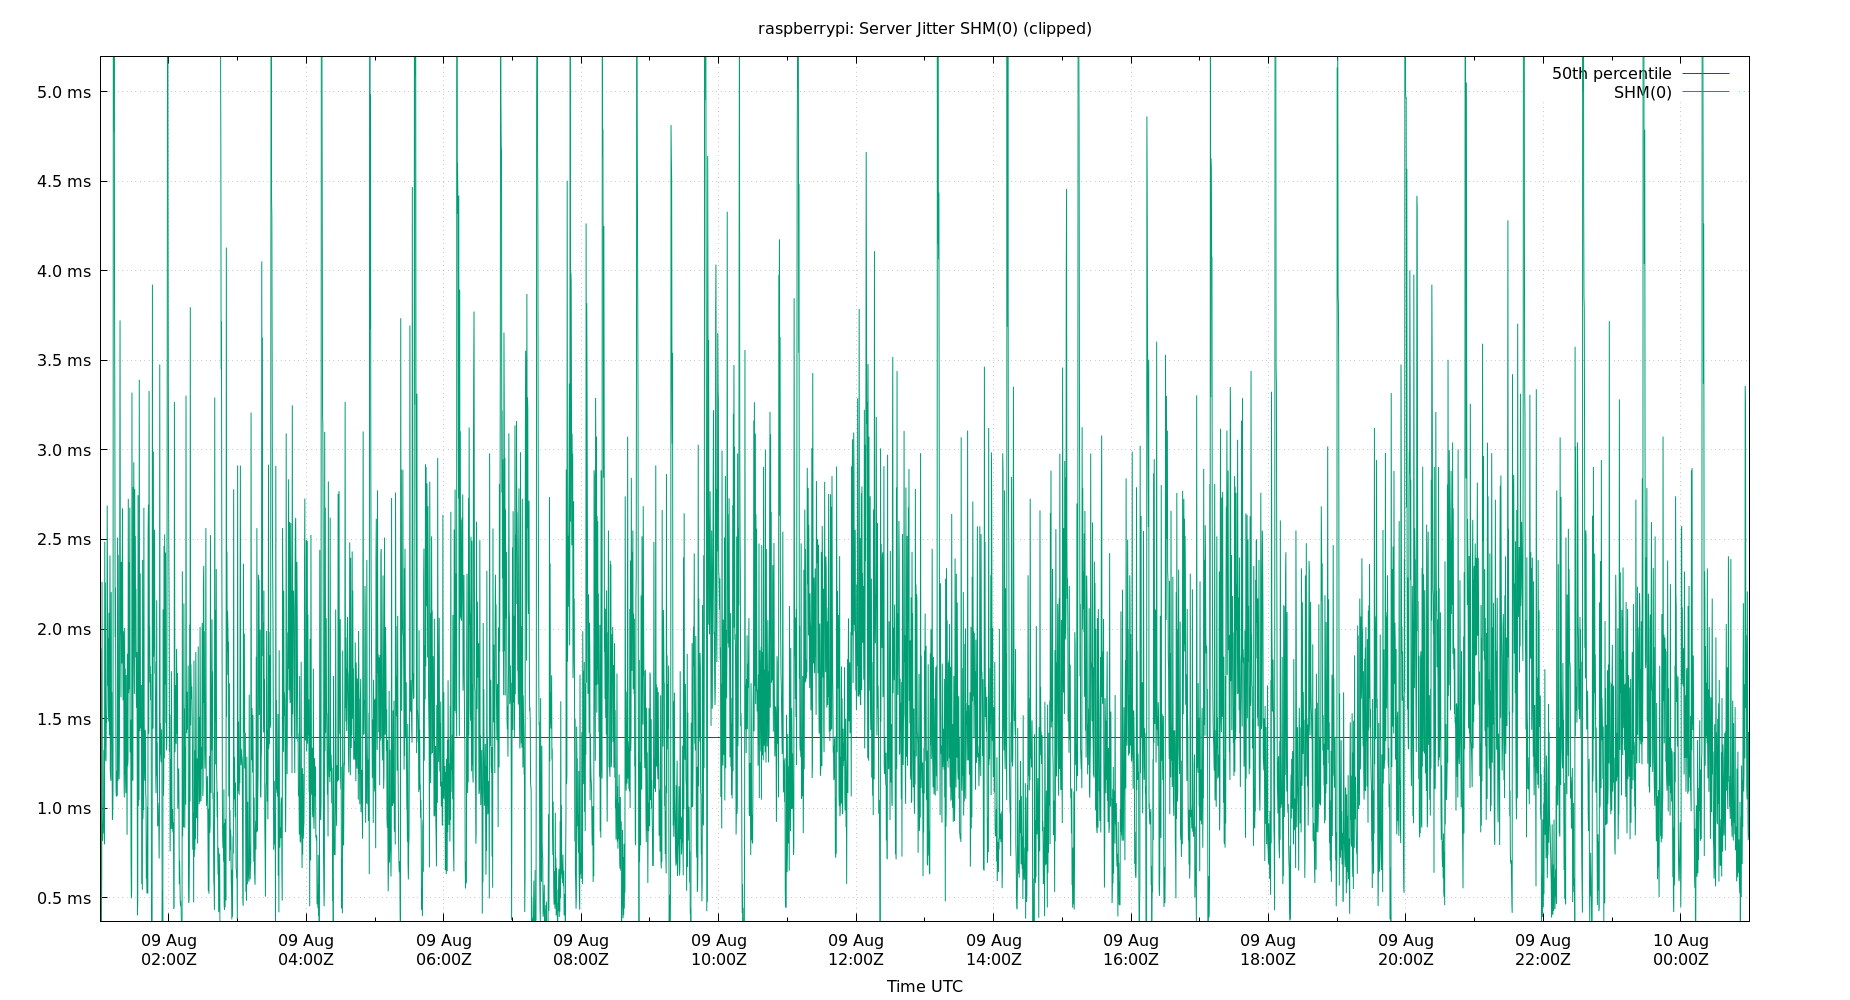 raspberrypi: Server Jitter SHM(0) (clipped)
50th percentile
SHM(0)
5.0 ms
4.5 ms
4.0 ms
3.5 ms
3.0 ms
2.5 ms
2.0 ms
1.5 ms
1.0 ms
0.5 ms
09 Aug 09 Aug 09 Aug 09 Aug 09 Aug 09 Aug 09 Aug 09 Aug 09 Aug 09 Aug 09 Aug 10 Aug
02:00Z 04:00Z 06:00Z 08:00Z 10:00Z 12:00Z 14:00Z 16:00Z 18:00Z 20:00Z 22:00Z 00:00Z
Time UTC